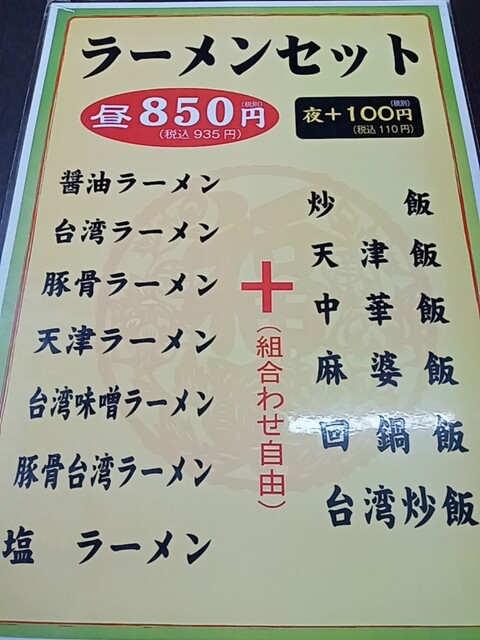 ラーメンセット
昼850円(税別)
(税込 935円)
夜+100円(税別)
(税込 110円)
醤油ラーメン
台湾ラーメン
豚骨ラーメン
天津ラーメン
台湾味噌ラーメン
豚骨台湾ラーメン
塩 ラーメン
+
(組合わせ自由)
炒 飯
天津飯
中華飯
麻婆飯
回鍋飯
台湾炒飯